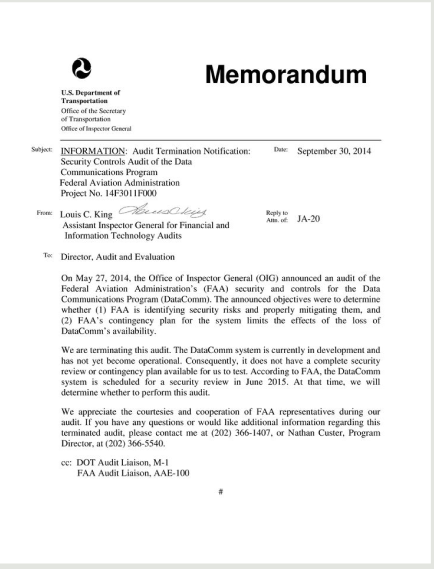 Memorandum
U.S. Department of
Transportation
Office of the Secretary
of Transportation
Office of Inspector General
Subject: INFORMATION: Audit Termination Notification: Date: September 30, 2014
Security Controls Audit of the Data
Communications Program
Federal Aviation Administration
Project No. 14F3011F000
From: Louis C. King Reply to
Attn. of: JA-20
Assistant Inspector General for Financial and
Information Technology Audits
To: Director, Audit and Evaluation
On May 27, 2014, the Office of Inspector General (OIG) announced an audit of the
Federal Aviation Administration's (FAA) security and controls for the Data
Communications Program (DataComm). The announced objectives were to determine
whether (1) FAA is identifying security risks and properly mitigating them, and
(2) FAA's contingency plan for the system limits the effects of the loss of
DataComm's availability.
We are terminating this audit. The DataComm system is currently in development and
has not yet become operational. Consequently, it does not have a complete security
review or contingency plan available for us to test. According to FAA, the DataComm
system is scheduled for a security review in June 2015. At that time, we will
determine whether to perform this audit.
We appreciate the courtesies and cooperation of FAA representatives during our
audit. If you have any questions or would like additional information regarding this
terminated audit, please contact me at (202) 366-1407, or Nathan Custer, Program
Director, at (202) 366-5540.
cc: DOT Audit Liaison, M-1
FAA Audit Liaison, AAE-100
#